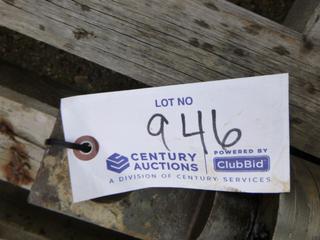 LOT NO
946
CENTURY AUCTIONS
POWERED BY
ClubBid
A DIVISION OF CENTURY SERVICES